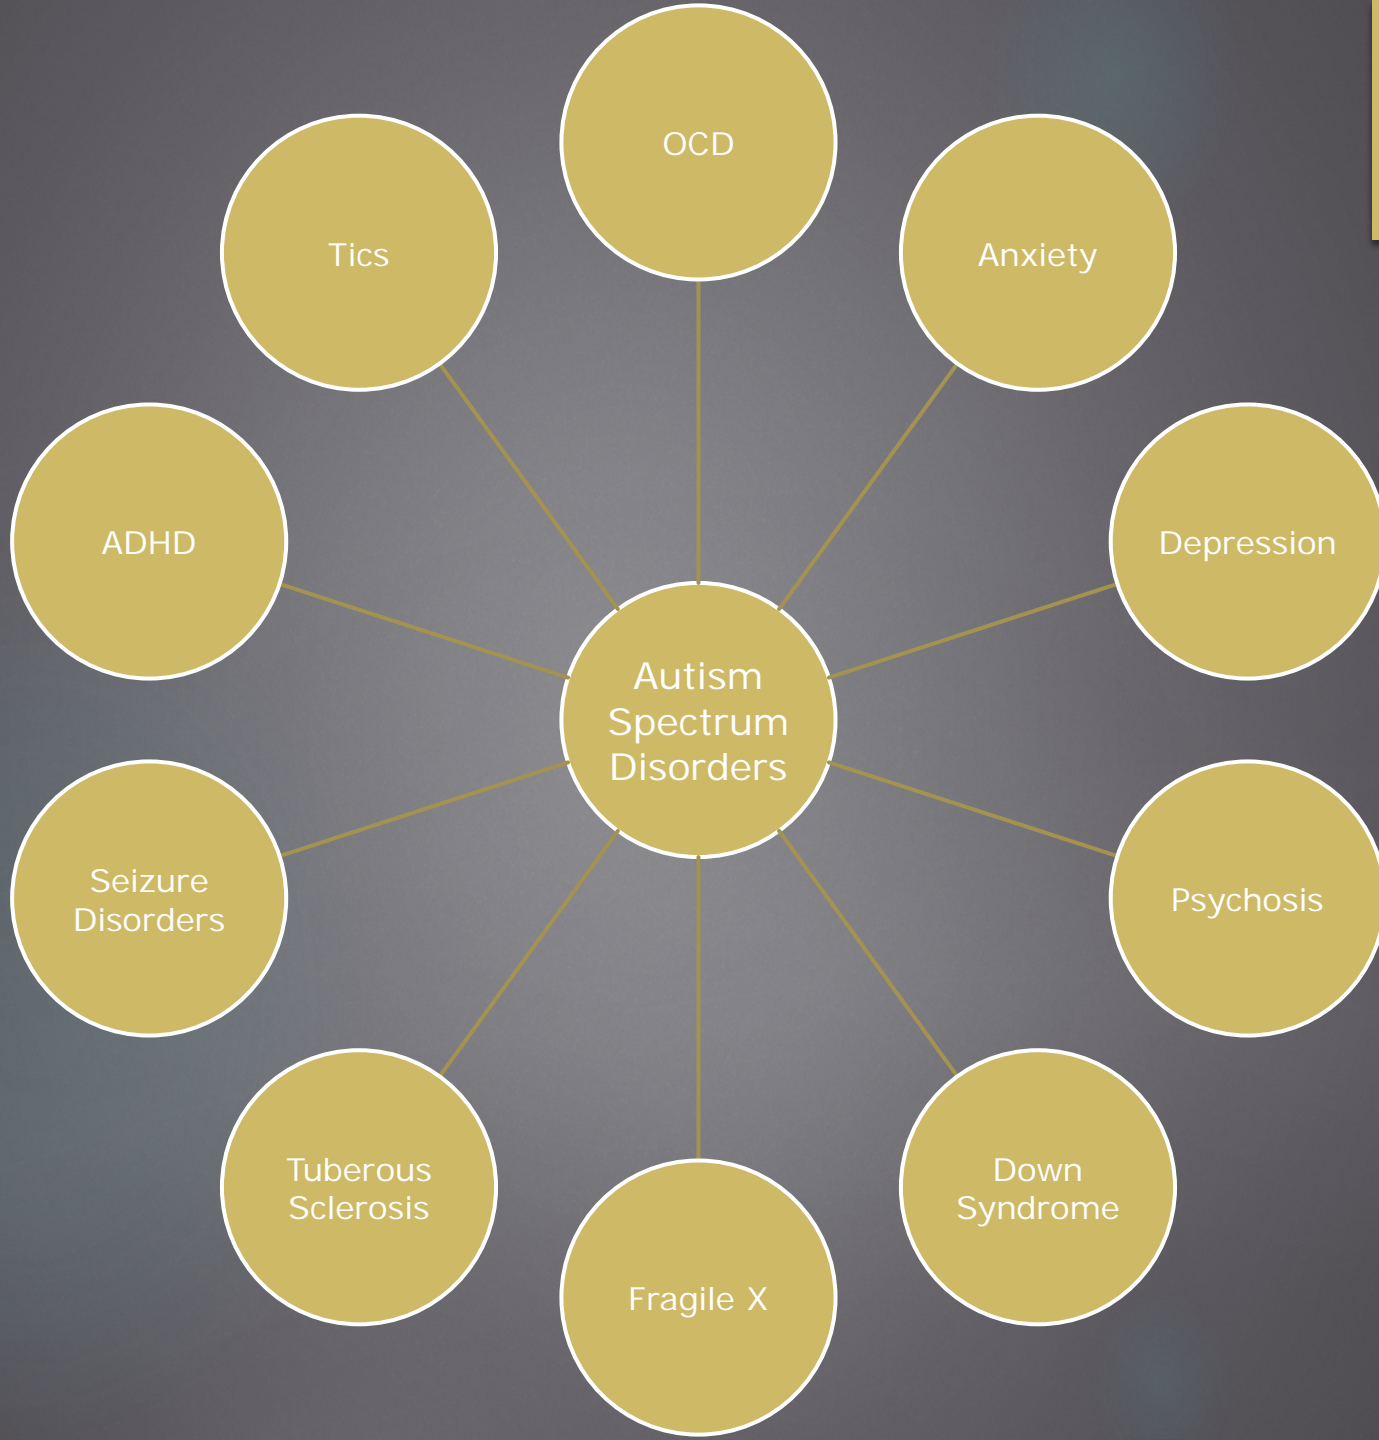 OCD
Tics
Anxiety
ADHD
Depression
Autism
Spectrum
Disorders
Seizure
Disorders
Psychosis
Tuberous
Sclerosis
Down
Syndrome
Fragile X